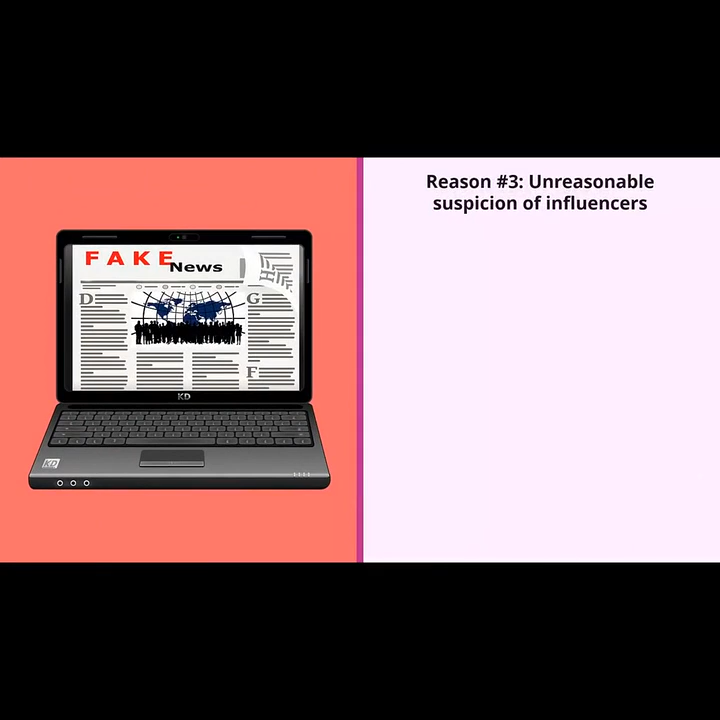 Reason #3: Unreasonable
suspicion of influencers
FAKE
News
D
G
F
KD
KD